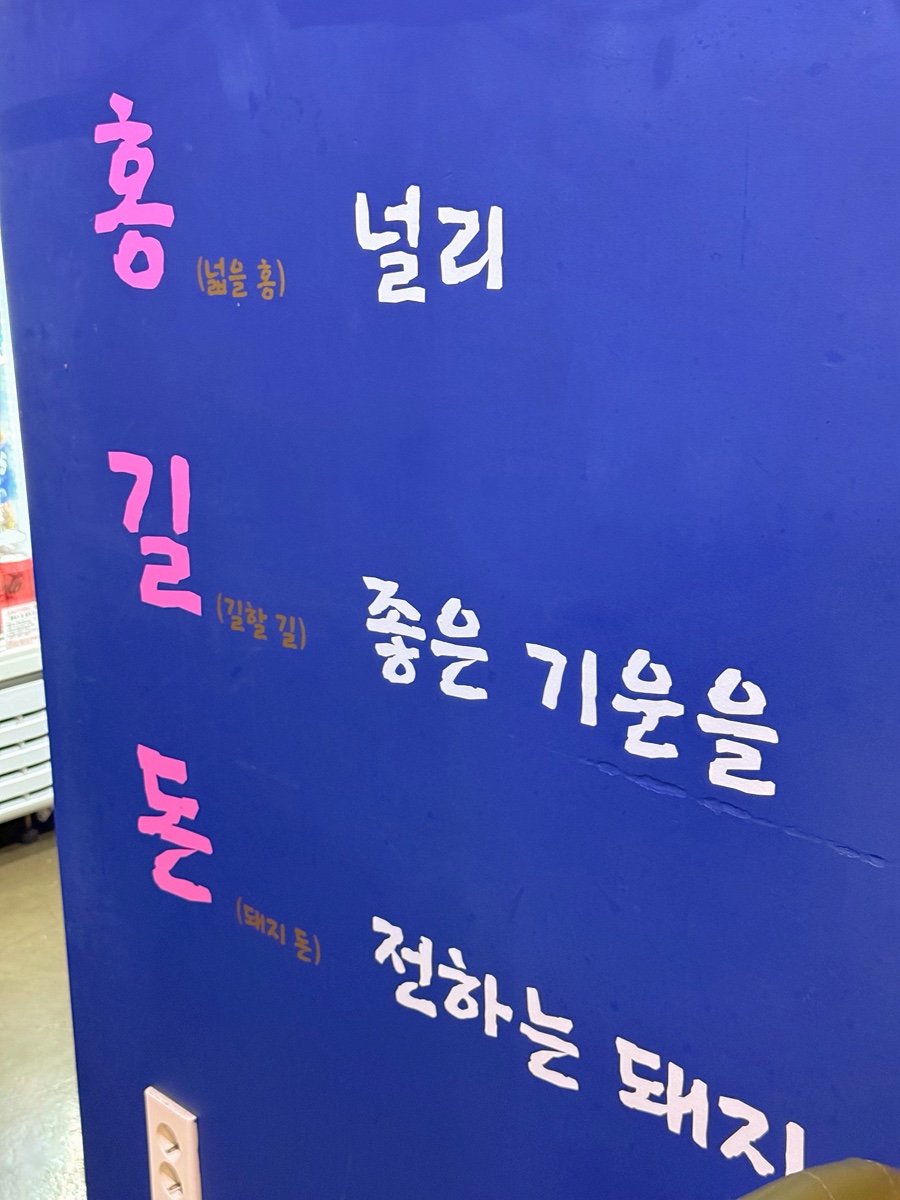 홍 (넓을 홍) 널리
길 (길할 길) 좋은 기운을
돈 (돼지 돈) 전하는 돼지